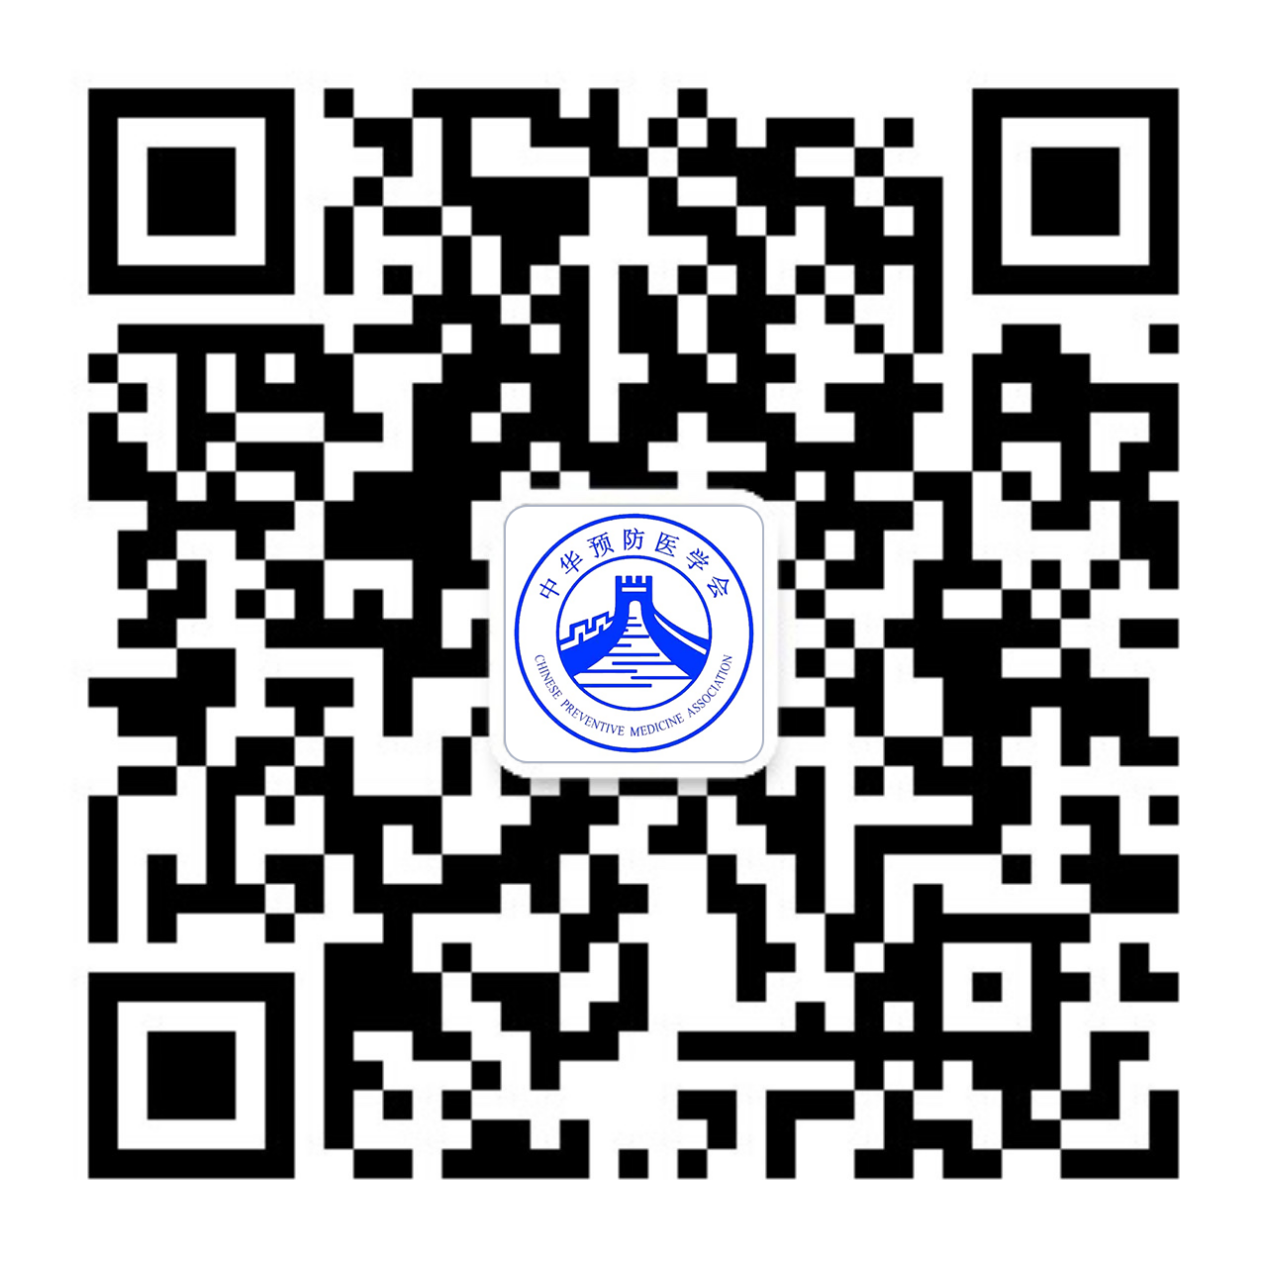 中华预防医学会
CHINESE PREVENTIVE MEDICINE ASSOCIATION